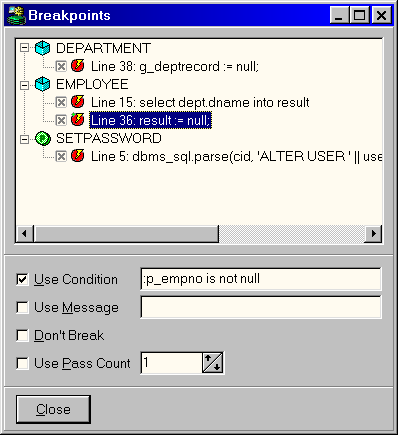 Breakpoints
DEPARTMENT
Line 38: g_deptrecord := null;
EMPLOYEE
Line 15: select dept.dname into result
Line 36: result := null;
P SETPASSWORD
Line 5: dbms_sql.parse(cid, 'ALTER USER ' || use
Use Condition :p_empno is not null
Use Message
Don't Break
Use Pass Count 1
Close